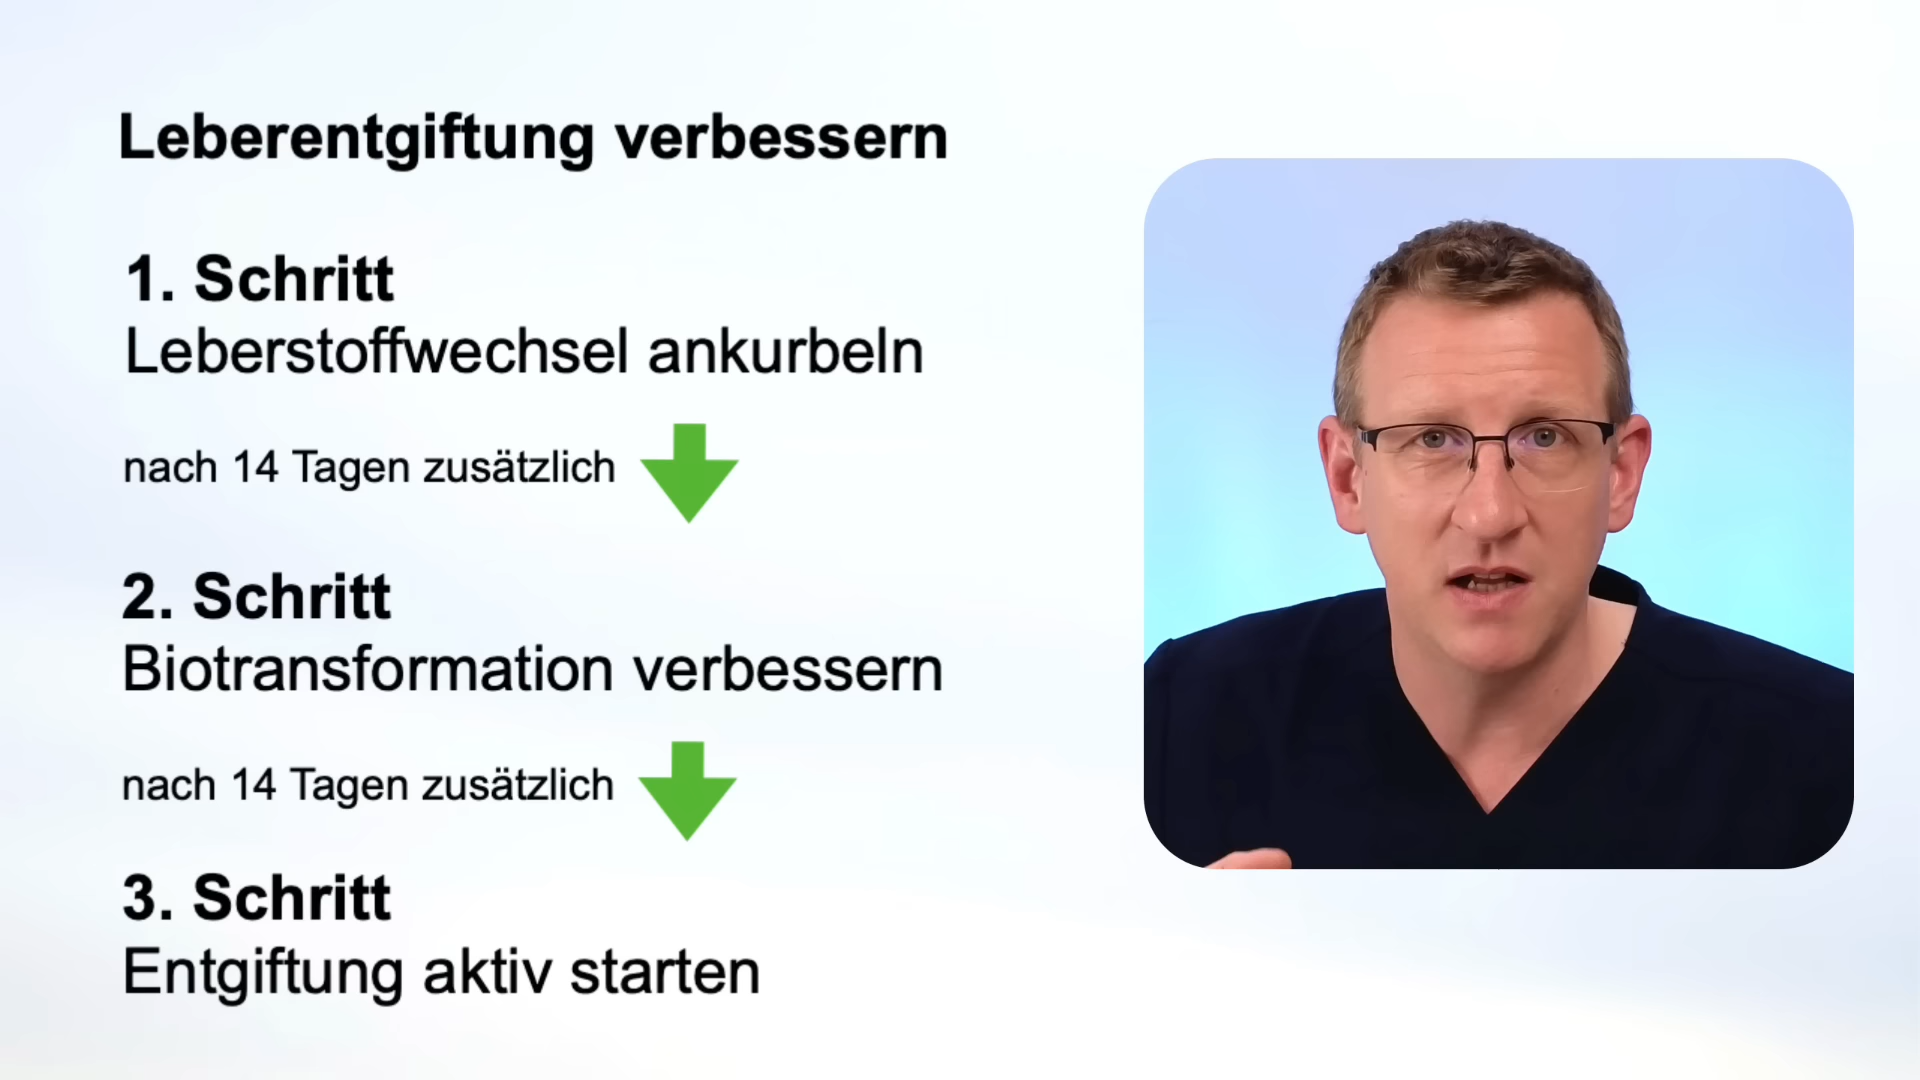 Leberentgiftung verbessern
1. Schritt
Leberstoffwechsel ankurbeln
nach 14 Tagen zusätzlich
2. Schritt
Biotransformation verbessern
nach 14 Tagen zusätzlich
3. Schritt
Entgiftung aktiv starten